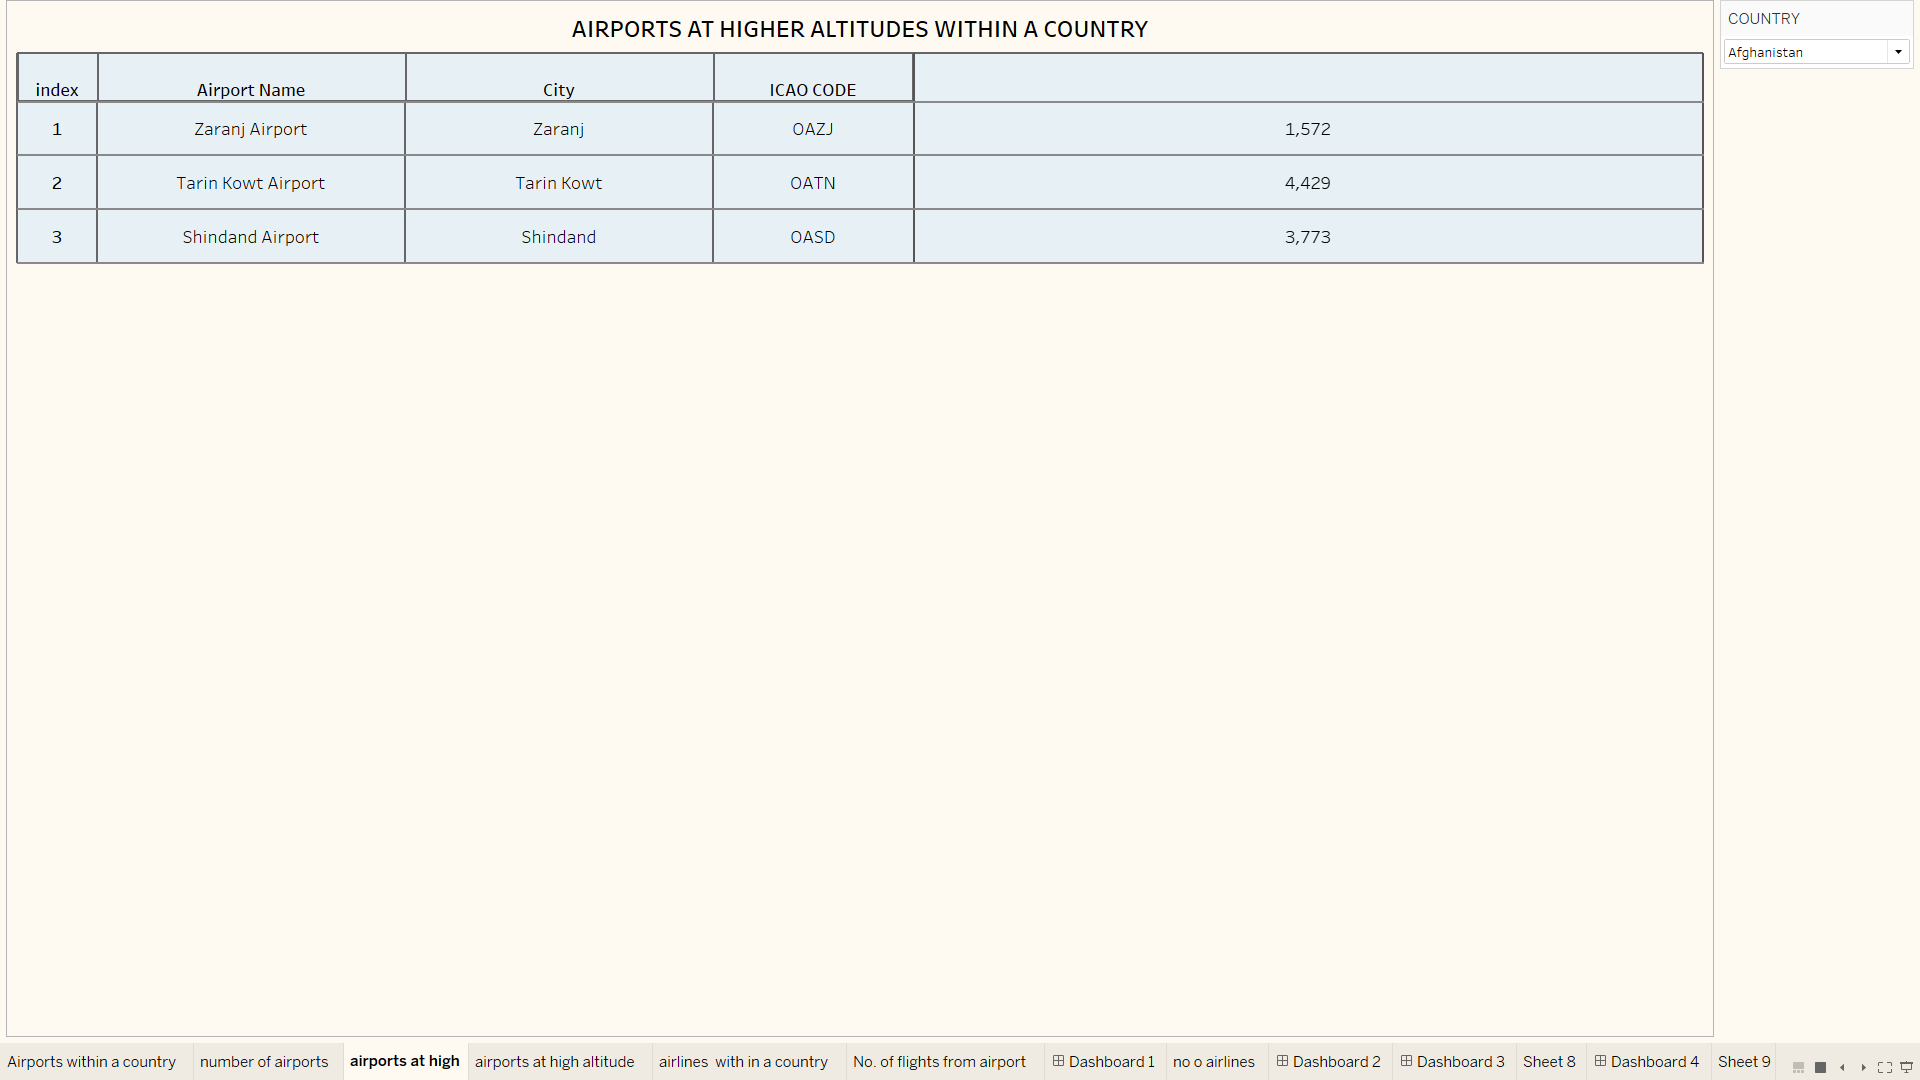 AIRPORTS AT HIGHER ALTITUDES WITHIN A COUNTRY
COUNTRY
Afghanistan
index Airport Name City ICAO CODE
1 Zaranj Airport Zaranj OAZJ 1,572
2 Tarin Kowt Airport Tarin Kowt OATN 4,429
3 Shindand Airport Shindand OASD 3,773
Airports within a country number of airports airports at high airports at high altitude airlines with in a country No. of flights from airport Dashboard 1 no o airlines Dashboard 2 Dashboard 3 Sheet 8 Dashboard 4 Sheet 9